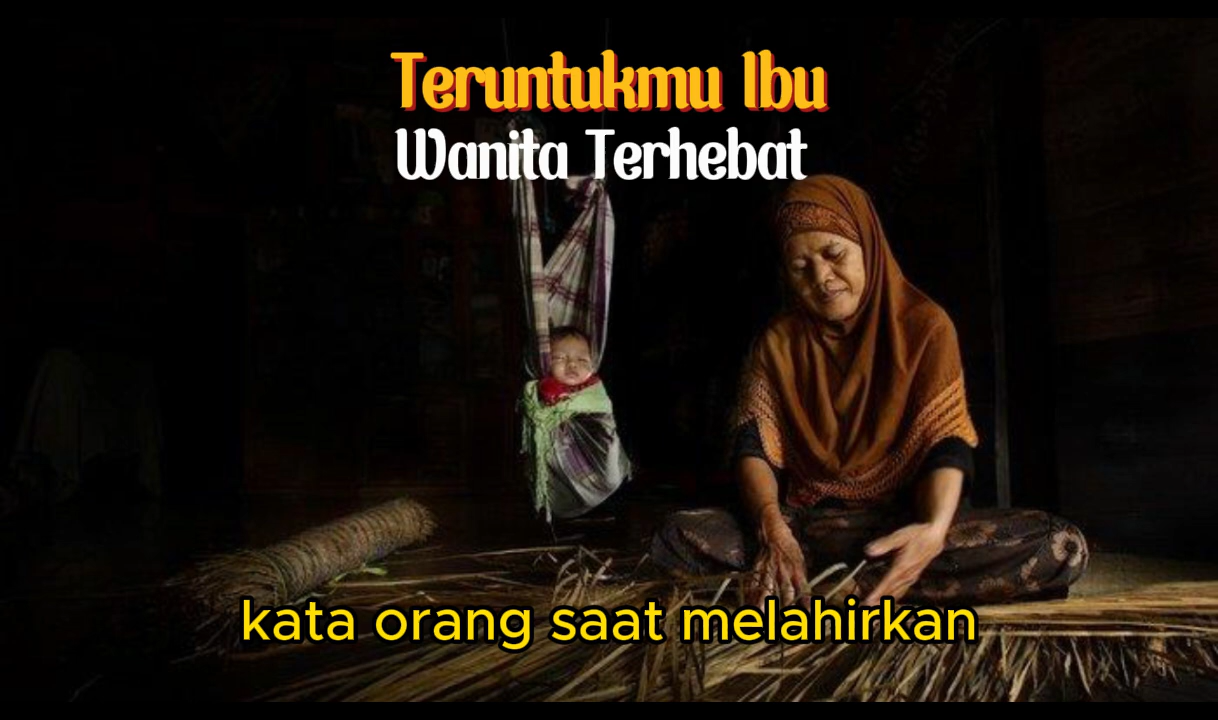 Teruntukmu Ibu
Wanita Terhebat
kata orang saat melahirkan